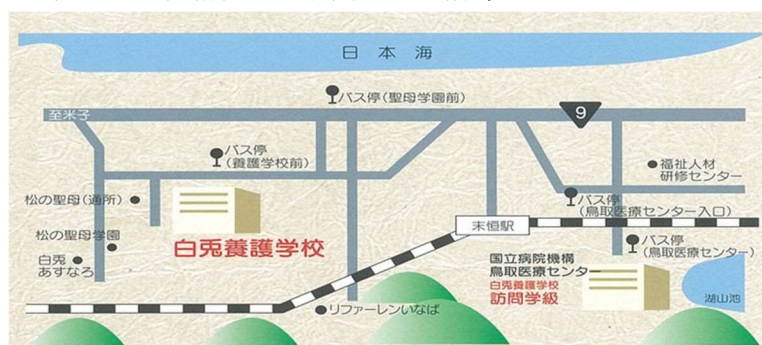 日本海
バス停(聖母学園前)
至米子
9
バス停
(養護学校前)
福祉人材
研修センター
松の聖母(通所)
バス停
(鳥取医療センター入口)
末恒駅
白兎養護学校
松の聖母学園
白兎
あすなろ
バス停
(鳥取医療センター)
国立病院機構
鳥取医療センター
白兎養護学校
訪問学級
湖山池
リファーレンいなば